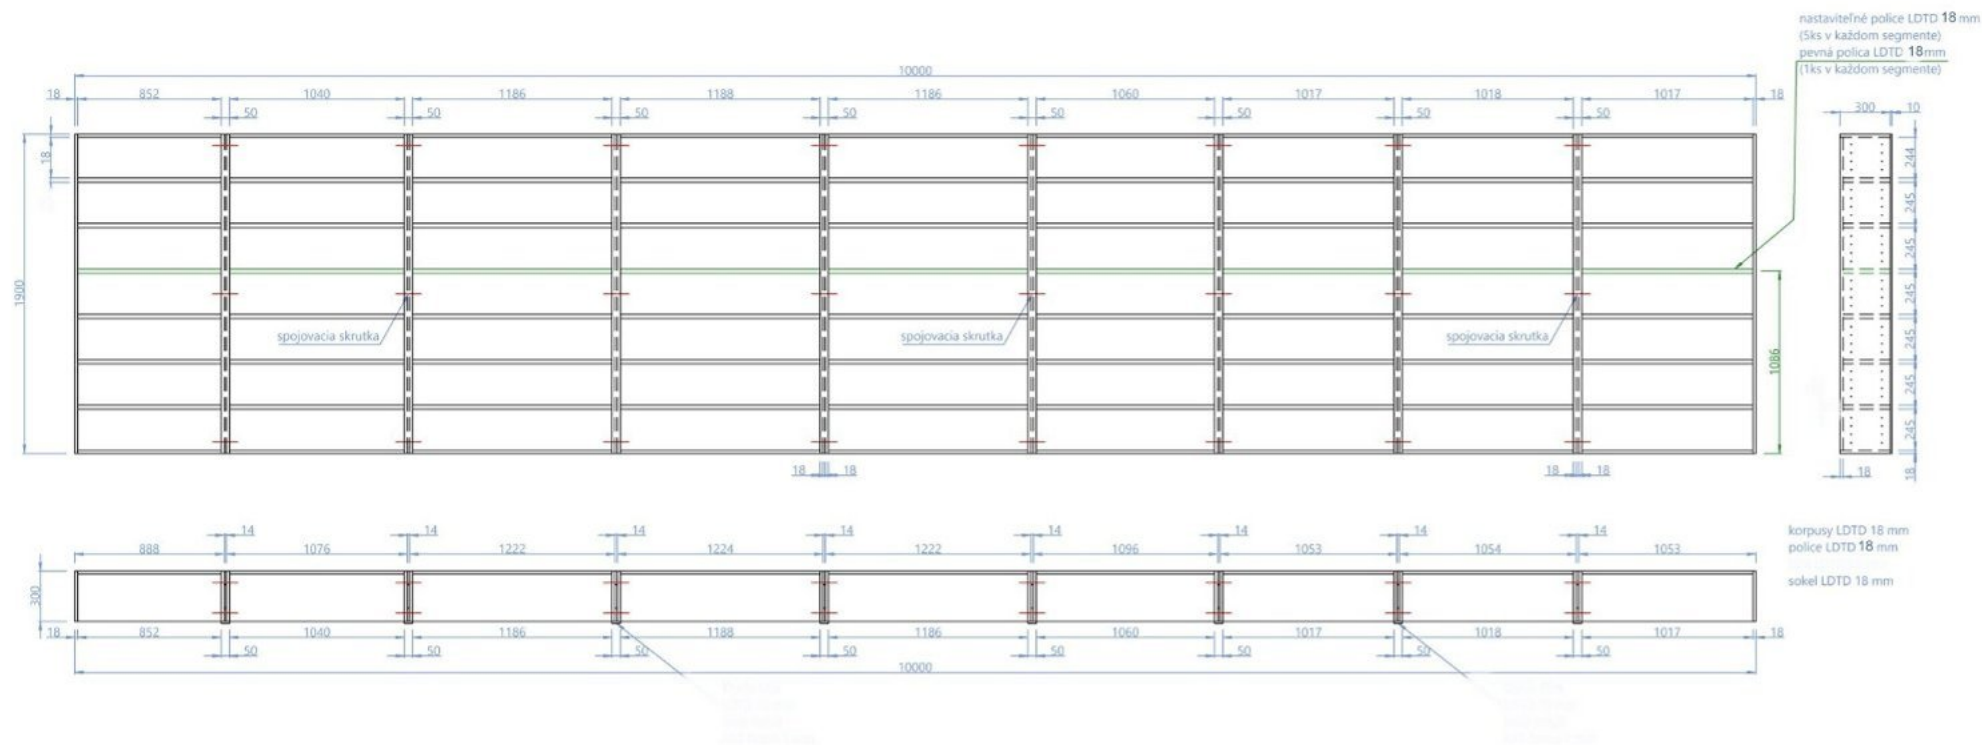 nastaviteľné police LDTD 18 mm
(5ks v každom segmente)
pevná polica LDTD 18mm
(1ks v každom segmente)
10000
18 852 1040 1186 1188 1186 1060 1017 1018 1017 18
50 50 50 50 50 50 50 50
300 10
18
1900
244
245
245
245
245
245
245
18
1086
spojovacia skrutka spojovacia skrutka spojovacia skrutka
18 18 18 18
18
14 14 14 14 14 14 14 14
888 1076 1222 1224 1222 1096 1053 1054 1053
korpusy LDTD 18 mm
police LDTD 18 mm
sokel LDTD 18 mm
300
18 852 1040 1186 1188 1186 1060 1017 1018 1017 18
50 50 50 50 50 50 50 50
10000